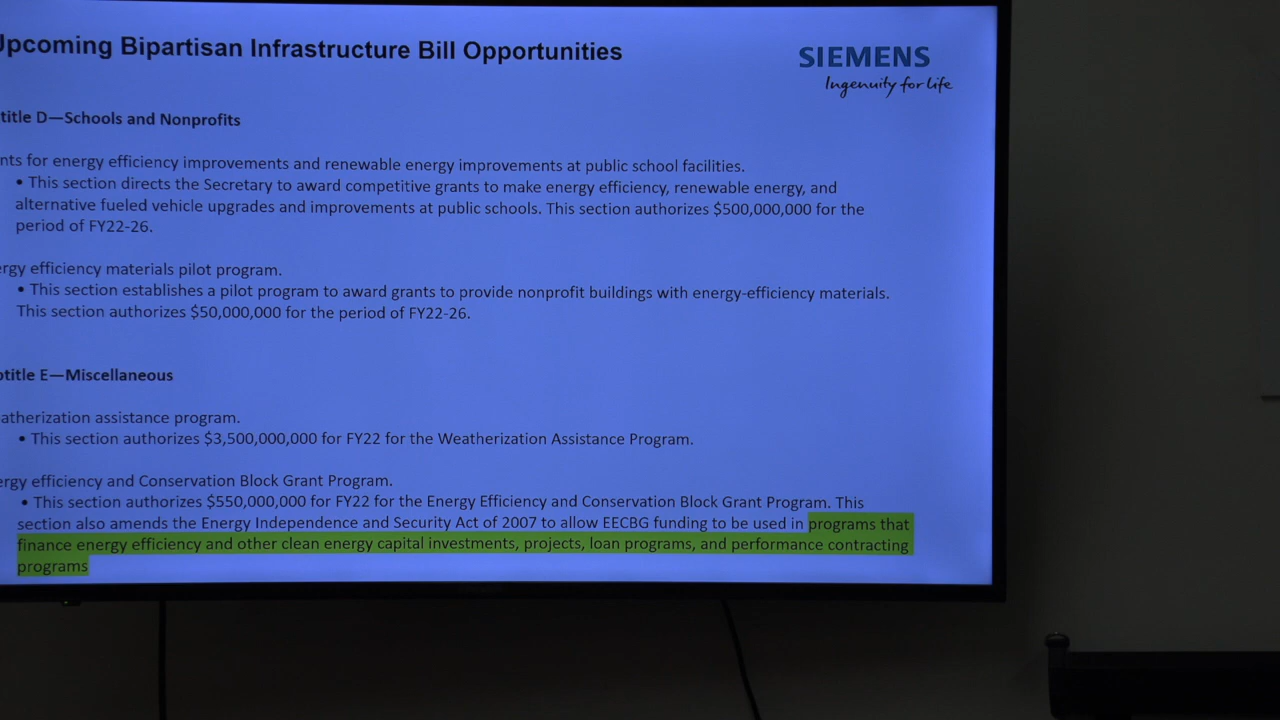 Upcoming Bipartisan Infrastructure Bill Opportunities
SIEMENS
Ingenuity for life
title D—Schools and Nonprofits
nts for energy efficiency improvements and renewable energy improvements at public school facilities.
• This section directs the Secretary to award competitive grants to make energy efficiency, renewable energy, and
alternative fueled vehicle upgrades and improvements at public schools. This section authorizes $500,000,000 for the
period of FY22-26.
ergy efficiency materials pilot program.
• This section establishes a pilot program to award grants to provide nonprofit buildings with energy-efficiency materials.
This section authorizes $50,000,000 for the period of FY22-26.
btitle E—Miscellaneous
atherization assistance program.
• This section authorizes $3,500,000,000 for FY22 for the Weatherization Assistance Program.
ergy efficiency and Conservation Block Grant Program.
• This section authorizes $550,000,000 for FY22 for the Energy Efficiency and Conservation Block Grant Program. This
section also amends the Energy Independence and Security Act of 2007 to allow EECBG funding to be used in programs that
finance energy efficiency and other clean energy capital investments, projects, loan programs, and performance contracting
programs